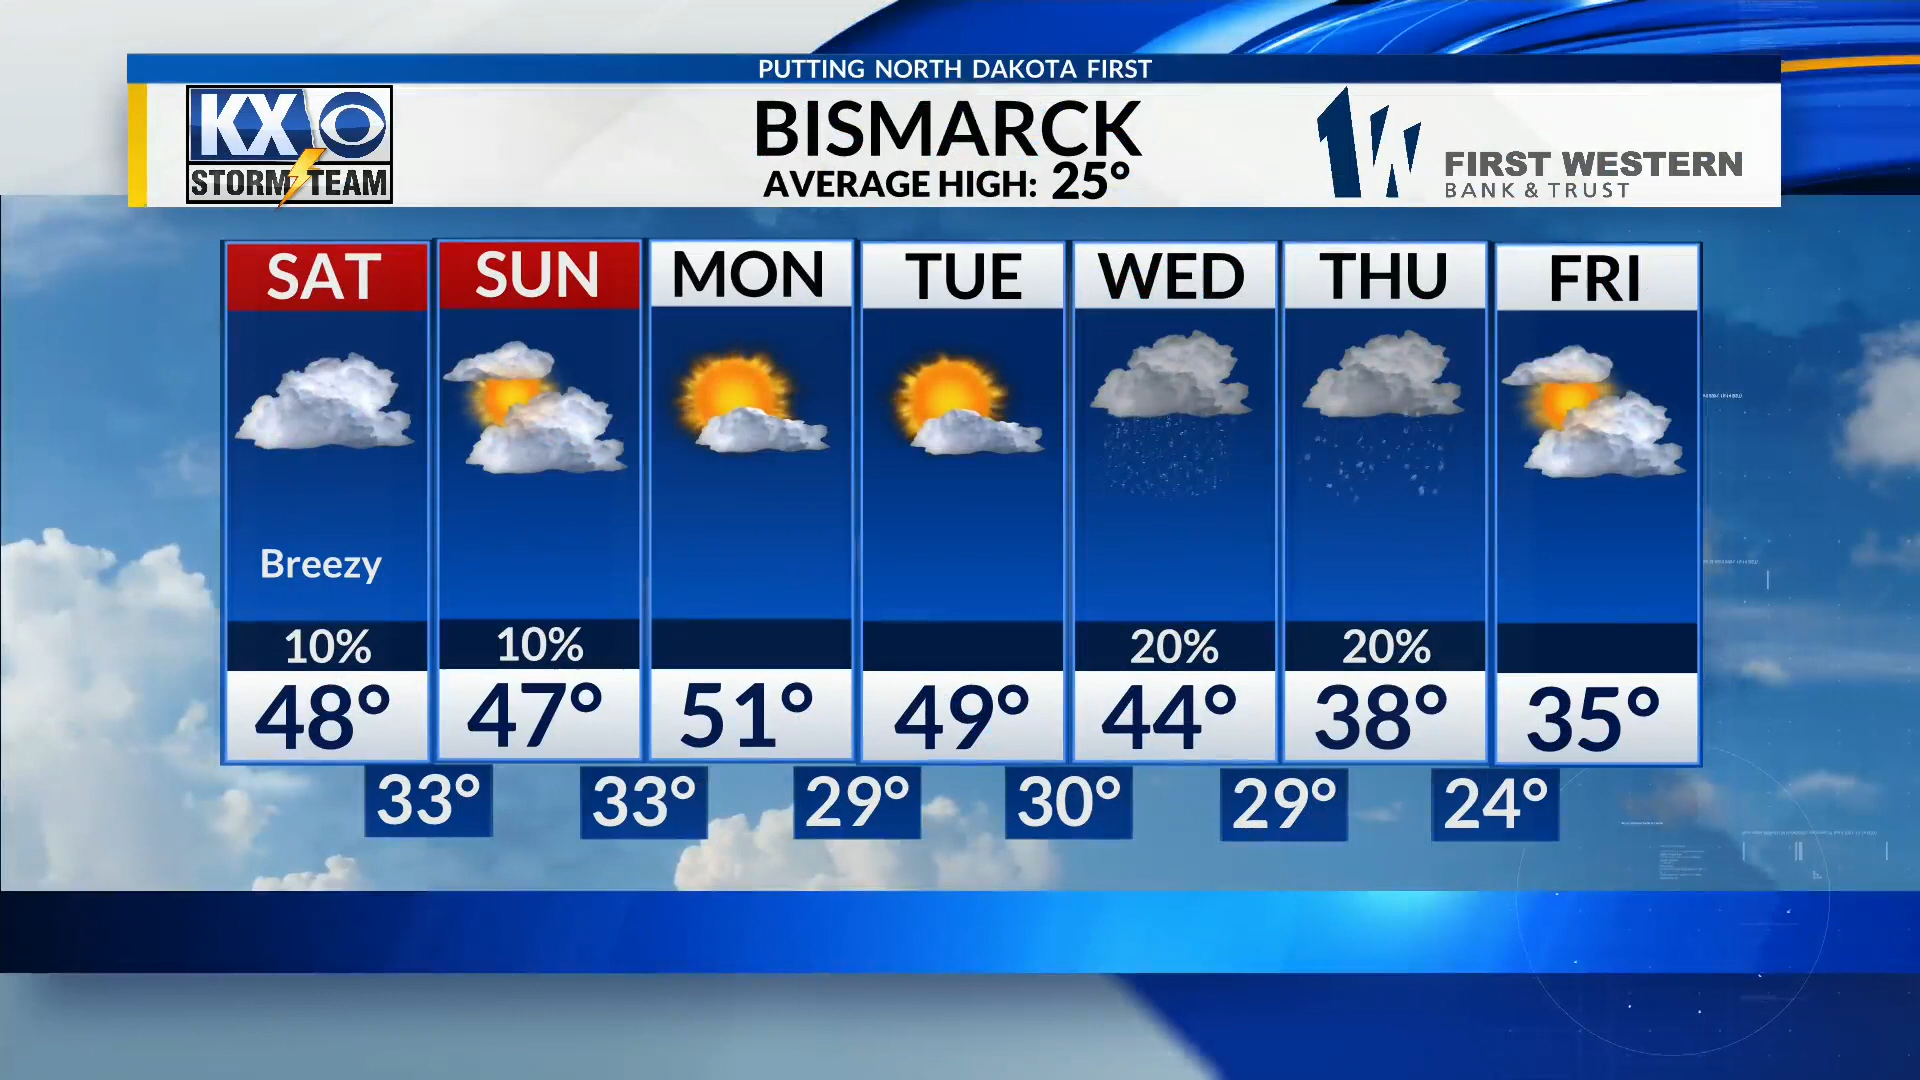 PUTTING NORTH DAKOTA FIRST
KX
STORM TEAM
BISMARCK
AVERAGE HIGH: 25°
1W
FIRST WESTERN
BANK & TRUST
SAT SUN MON TUE WED THU FRI
Breezy
10% 10% 20% 20%
48° 47° 51° 49° 44° 38° 35°
33° 33° 29° 30° 29° 24°